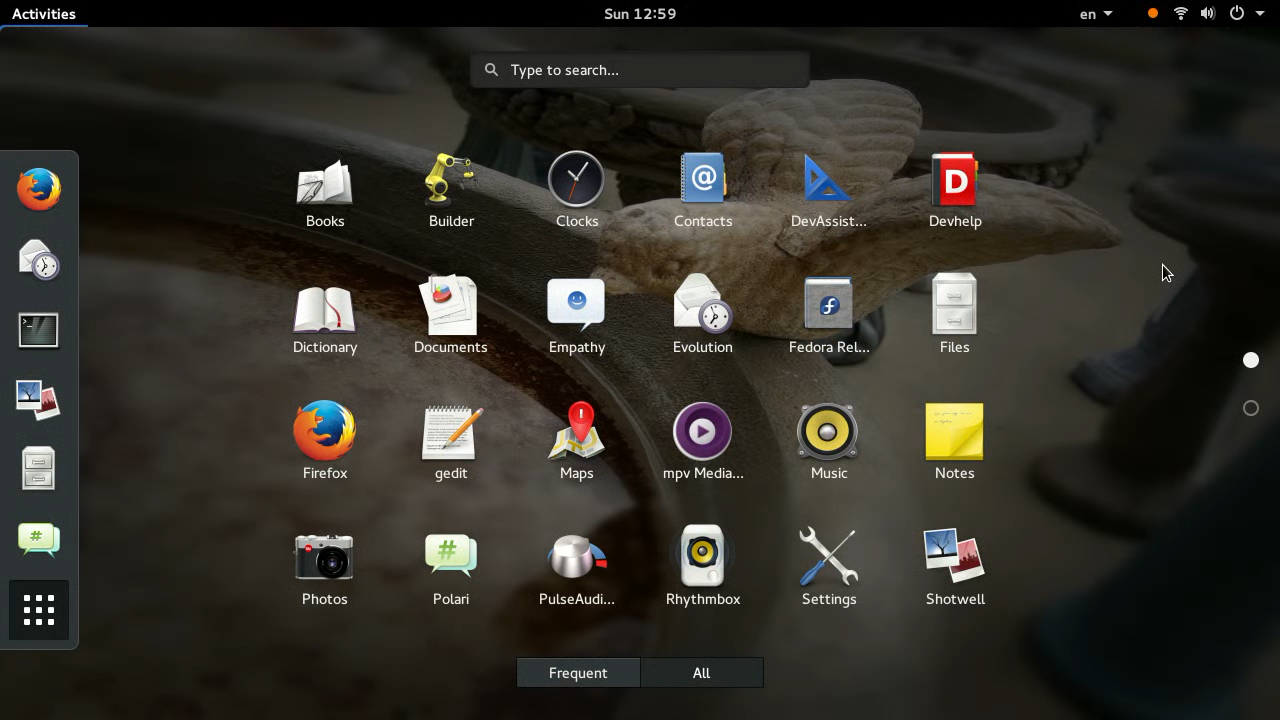 Activities
Sun 12:59
en
Type to search...
Books
Builder
Clocks
Contacts
DevAssist...
Devhelp
Dictionary
Documents
Empathy
Evolution
Fedora Rel...
Files
Firefox
gedit
Maps
mpv Media...
Music
Notes
Photos
Polari
PulseAudi...
Rhythmbox
Settings
Shotwell
Frequent
All